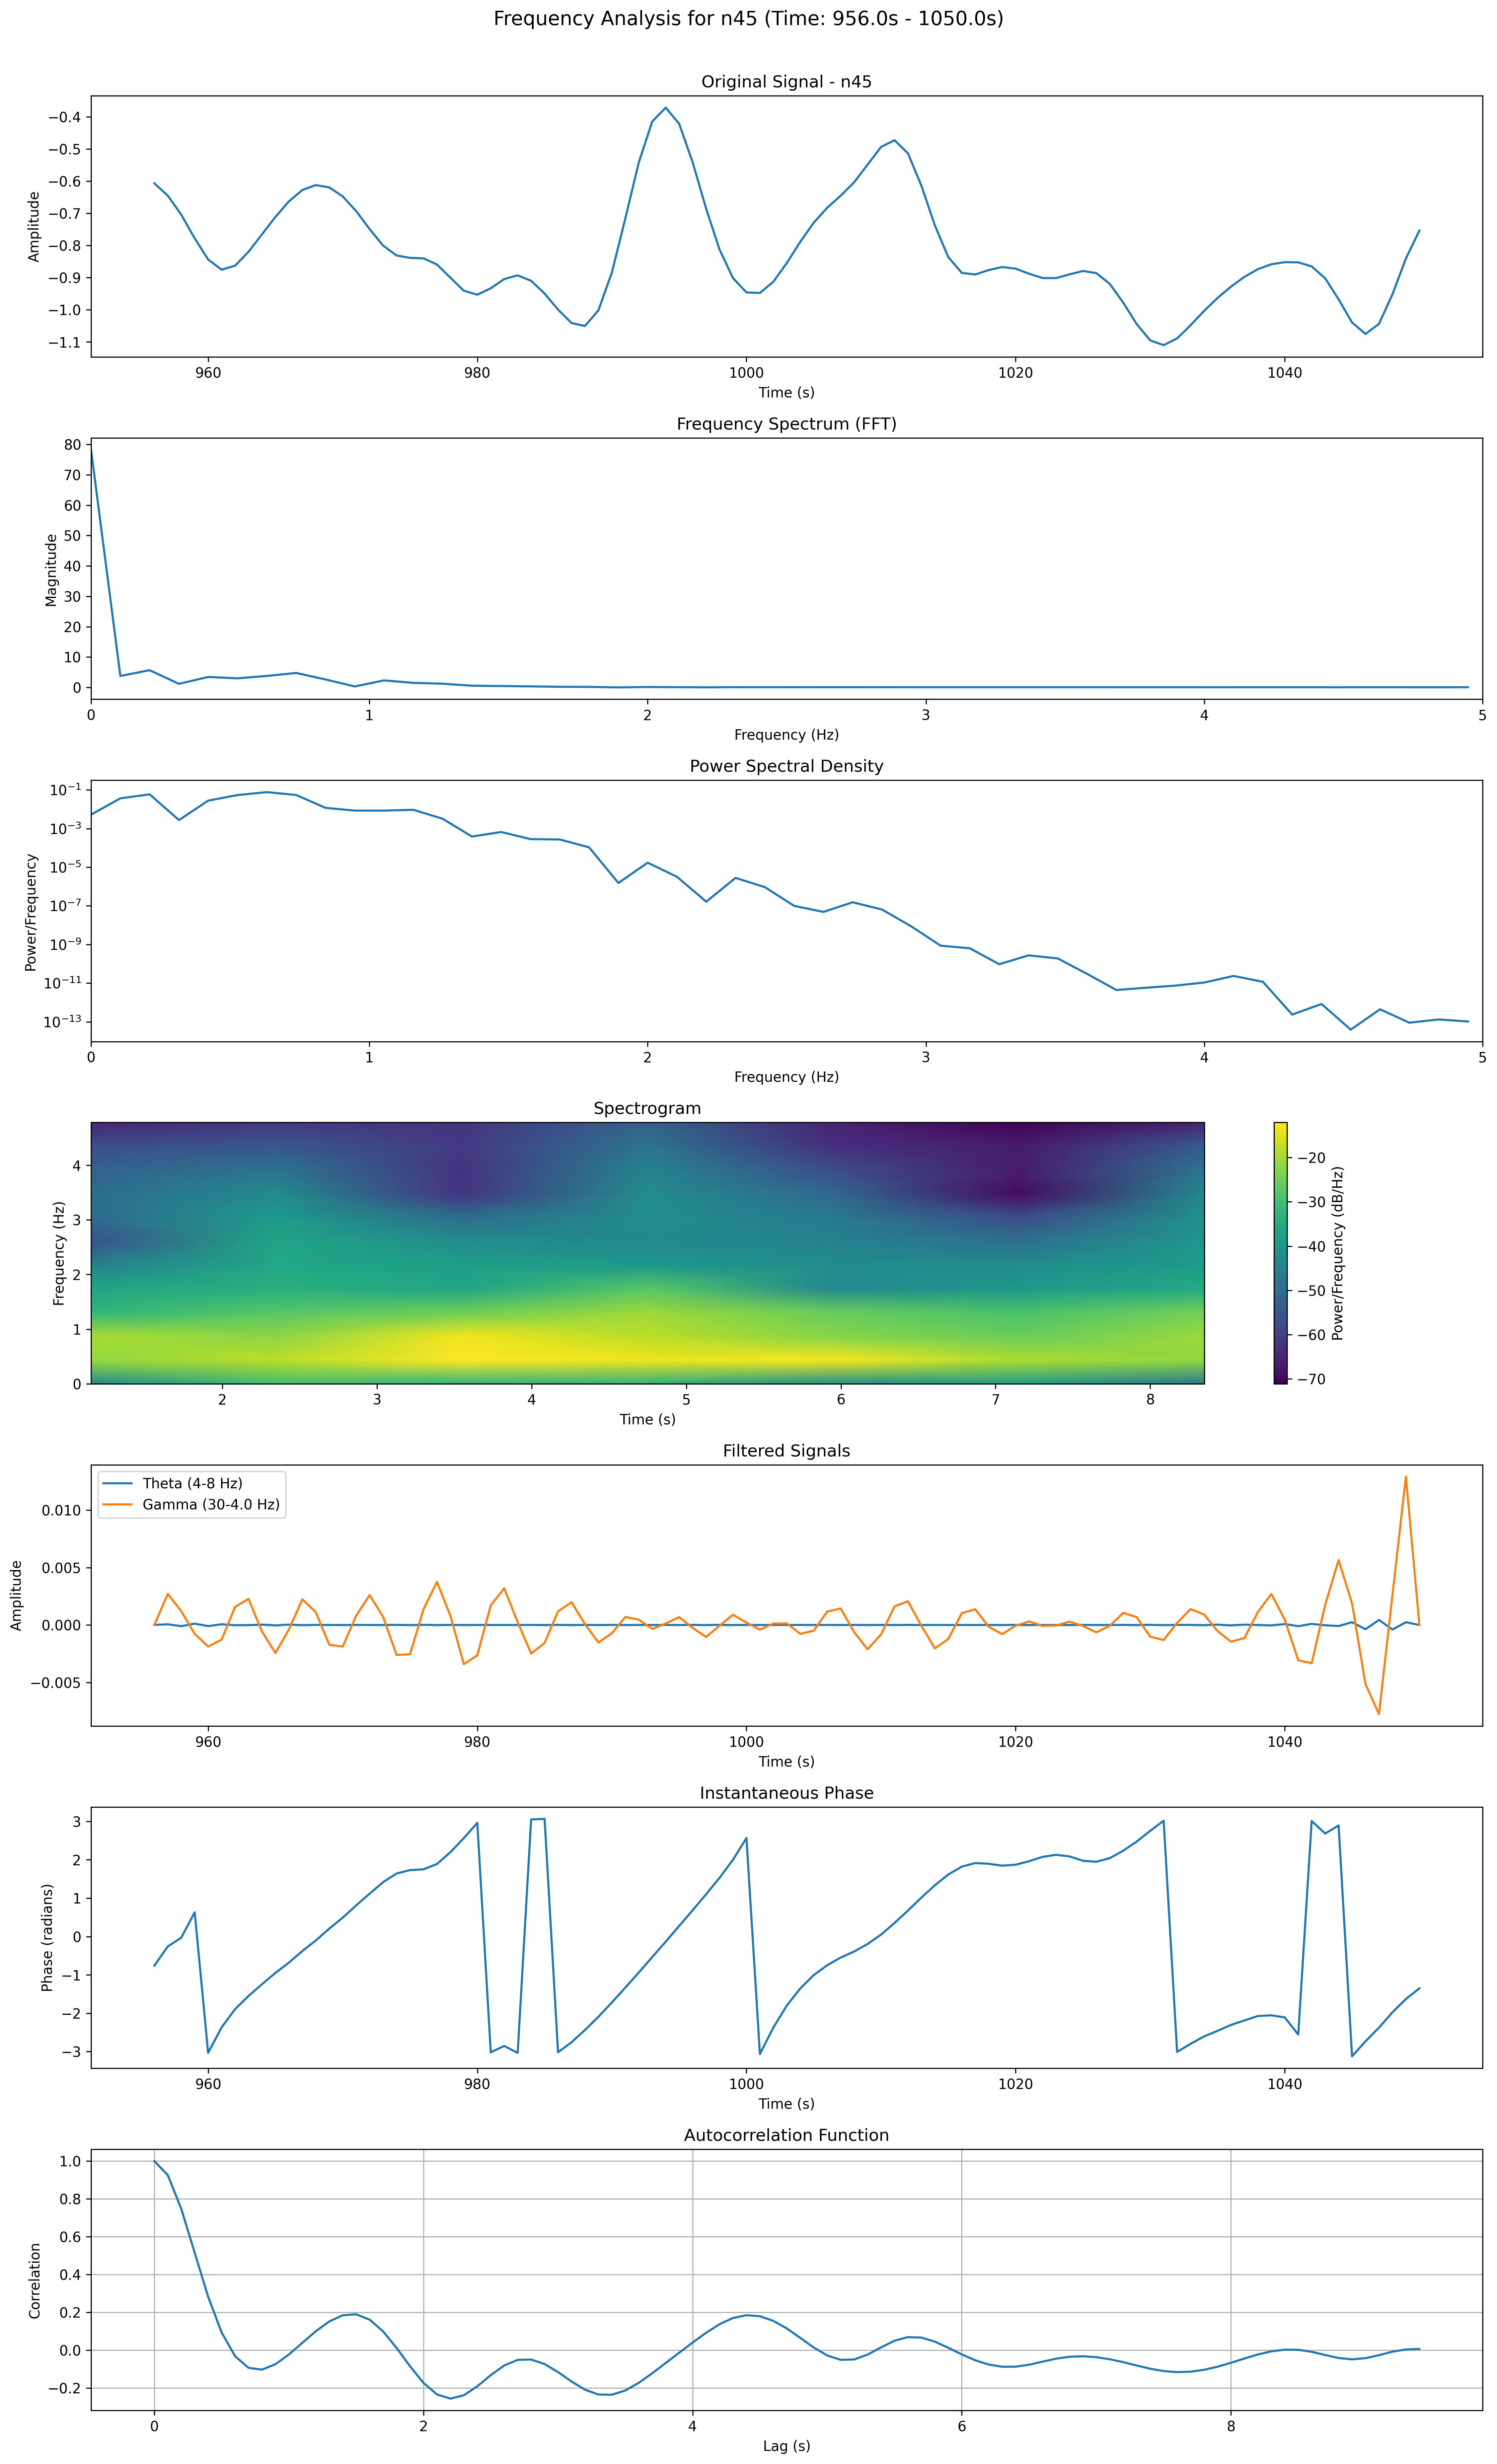 Frequency Analysis for n45 (Time: 956.0s - 1050.0s)
Original Signal - n45
Amplitude
−0.4
−0.5
−0.6
−0.7
−0.8
−0.9
−1.0
−1.1
960 980 1000 1020 1040
Time (s)
Frequency Spectrum (FFT)
Magnitude
80
70
60
50
40
30
20
10
0
0 1 2 3 4 5
Frequency (Hz)
Power Spectral Density
Power/Frequency
10⁻¹
10⁻³
10⁻⁵
10⁻⁷
10⁻⁹
10⁻¹¹
10⁻¹³
0 1 2 3 4 5
Frequency (Hz)
Spectrogram
Frequency (Hz)
4
3
2
1
0
2 3 4 5 6 7 8
Time (s)
−20
−30
−40
−50
−60
−70
Power/Frequency (dB/Hz)
Filtered Signals
Theta (4-8 Hz)
Gamma (30-4.0 Hz)
Amplitude
0.010
0.005
0.000
−0.005
960 980 1000 1020 1040
Time (s)
Instantaneous Phase
Phase (radians)
3
2
1
0
−1
−2
−3
960 980 1000 1020 1040
Time (s)
Autocorrelation Function
Correlation
1.0
0.8
0.6
0.4
0.2
0.0
−0.2
0 2 4 6 8
Lag (s)